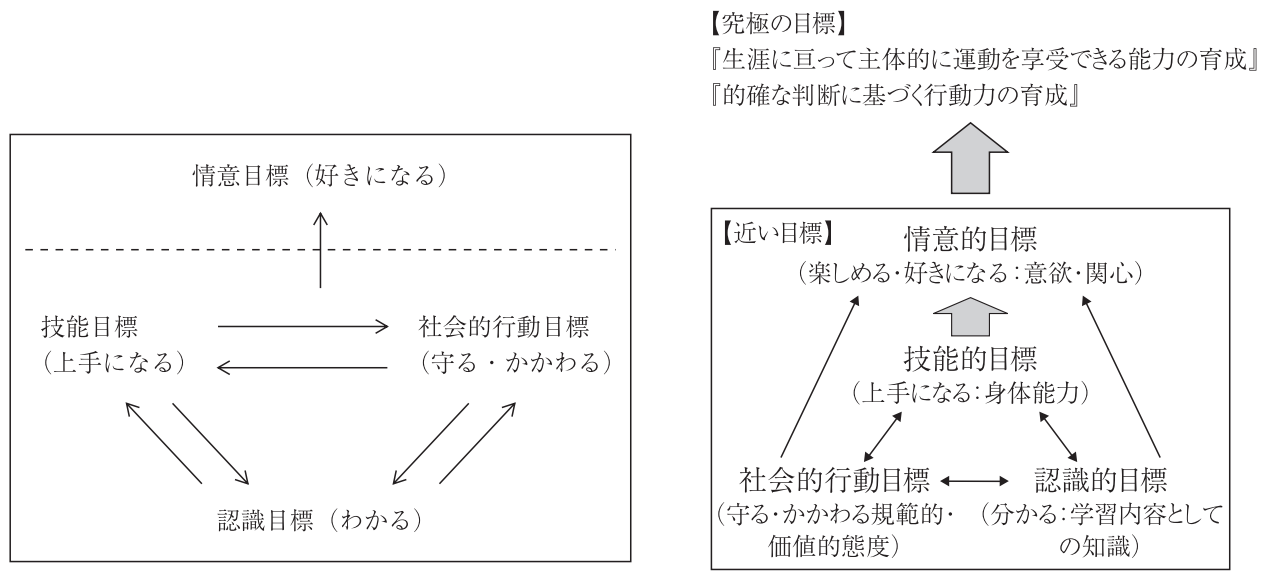 情意目標（好きになる）
技能目標
（上手になる）
社会的行動目標
（守る・かかわる）
認識目標（わかる）
【究極の目標】
『生涯に亘って主体的に運動を享受できる能力の育成』
『的確な判断に基づく行動力の育成』
【近い目標】
情意的目標
（楽しめる・好きになる：意欲・関心）
技能的目標
（上手になる：身体能力）
社会的行動目標
（守る・かかわる規範的・
価値的態度）
認識的目標
（分かる：学習内容として
の知識）